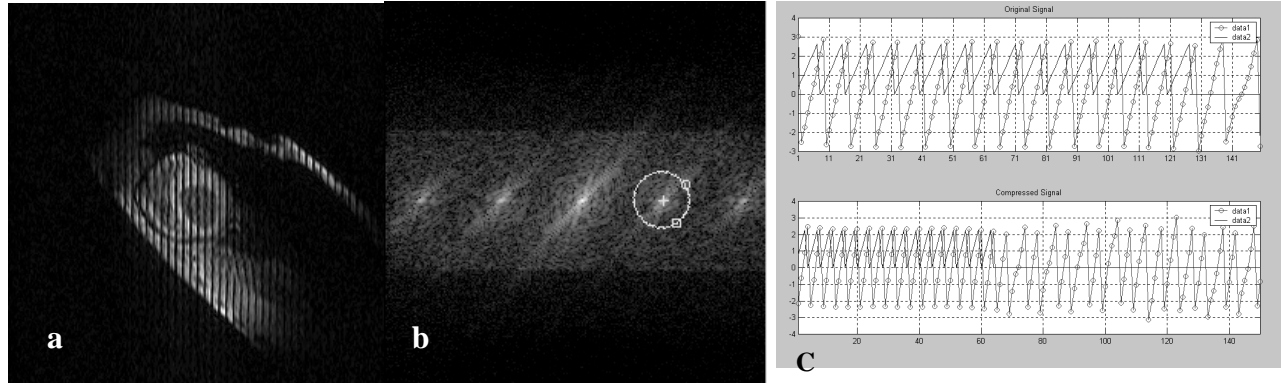 a
b
Original Signal
data1
data2
4
3
2
1
0
-1
-2
-3
1 11 21 31 41 51 61 71 81 91 101 111 121 131 141
Compressed Signal
data1
data2
4
3
2
1
0
-1
-2
-3
-4
20 40 60 80 100 120 140
C